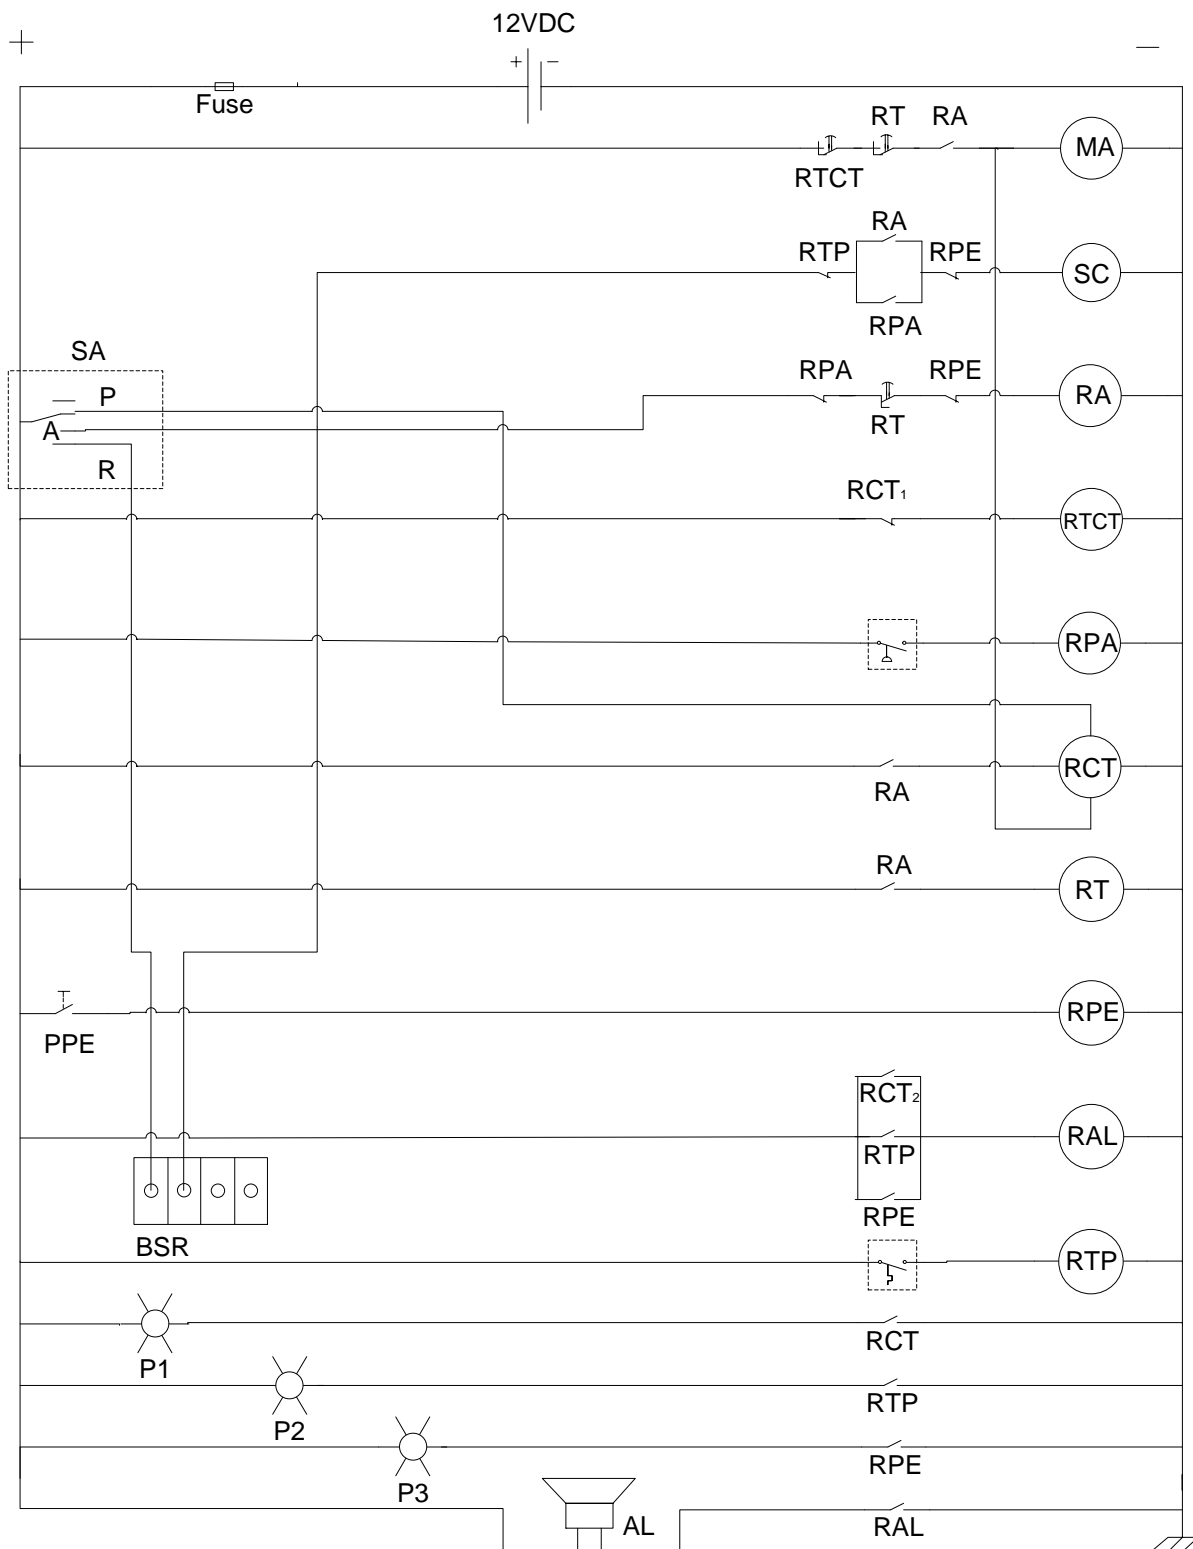 12VDC
+ —
+ −
Fuse
RT RA
MA
RTCT
RA
RTP RPE
SC
RPA
SA
RPA RPE
P
RA
A
RT
R
RCT₁
RTCT
RPA
RCT
RA
RA
RT
RPE
PPE
RCT₂
RAL
RTP
RPE
BSR
RTP
RCT
P1
RTP
P2
RPE
P3
AL
RAL